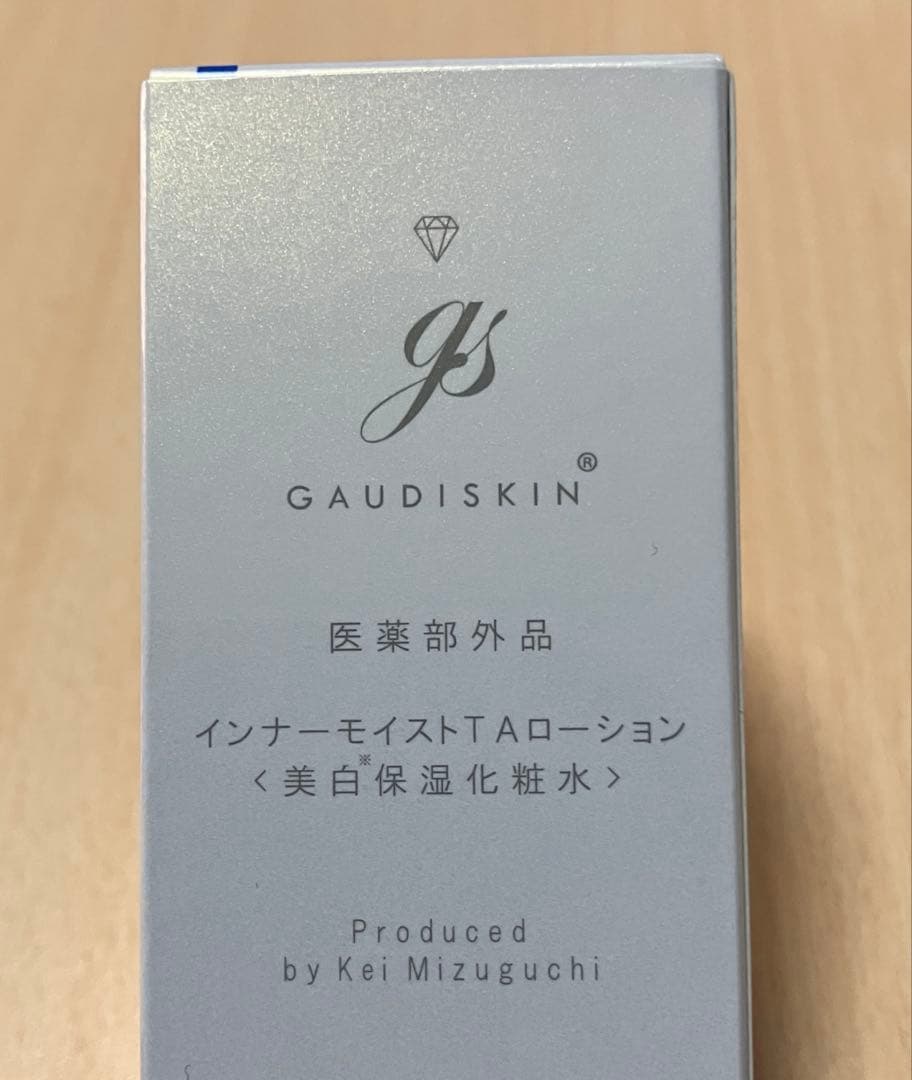 gs
GAUDISKIN®
医薬部外品
インナーモイストTAローション
〈美白※保湿化粧水〉
Produced
by Kei Mizuguchi